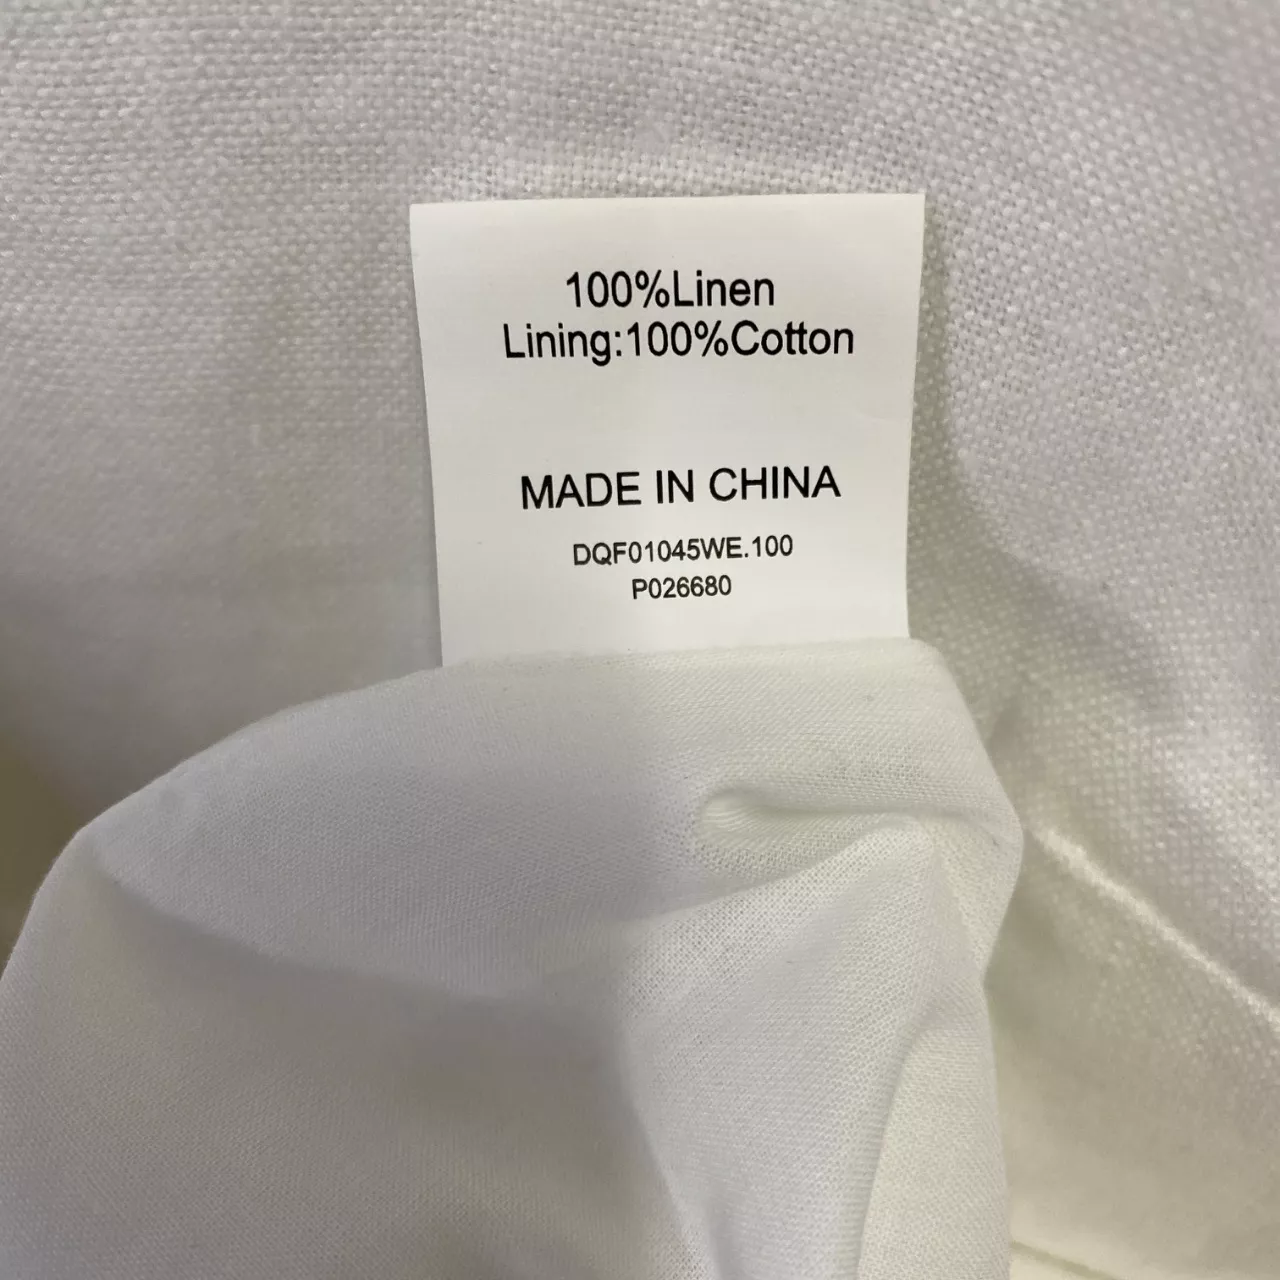 100%Linen
Lining:100%Cotton
MADE IN CHINA
DQF01045WE.100
P026680